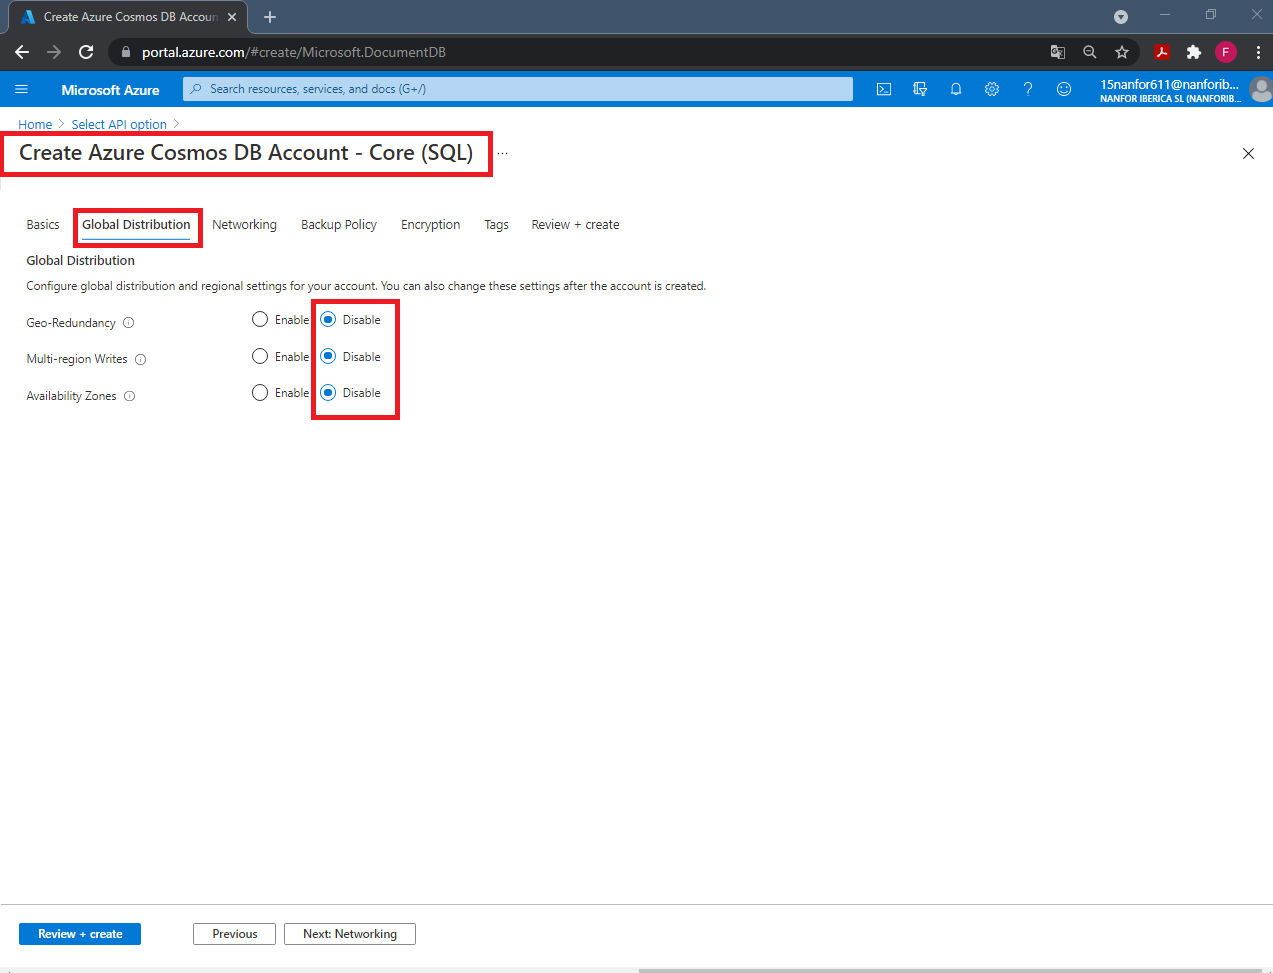 Create Azure Cosmos DB Accoun
portal.azure.com/#create/Microsoft.DocumentDB
F
Microsoft Azure
Search resources, services, and docs (G+/)
15nanfor611@nanforib...
NANFOR IBERICA SL (NANFORIB...
Home > Select API option >
Create Azure Cosmos DB Account - Core (SQL) ...
Basics Global Distribution Networking Backup Policy Encryption Tags Review + create
Global Distribution
Configure global distribution and regional settings for your account. You can also change these settings after the account is created.
Geo-Redundancy Enable Disable
Multi-region Writes Enable Disable
Availability Zones Enable Disable
Review + create Previous Next: Networking